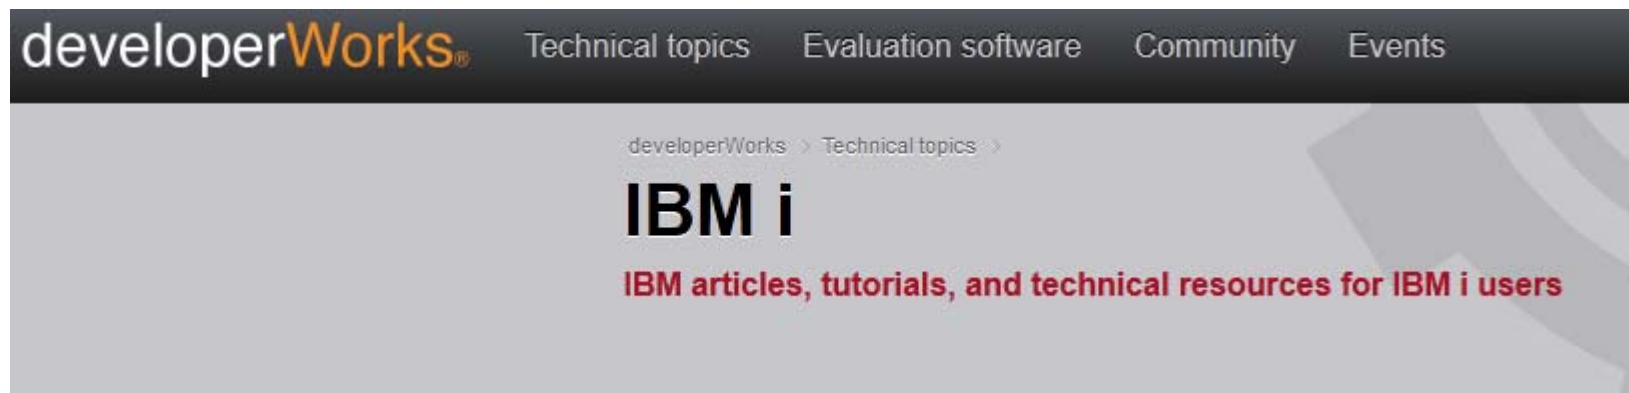 developerWorks® Technical topics Evaluation software Community Events
developerWorks > Technical topics >
IBM i
IBM articles, tutorials, and technical resources for IBM i users